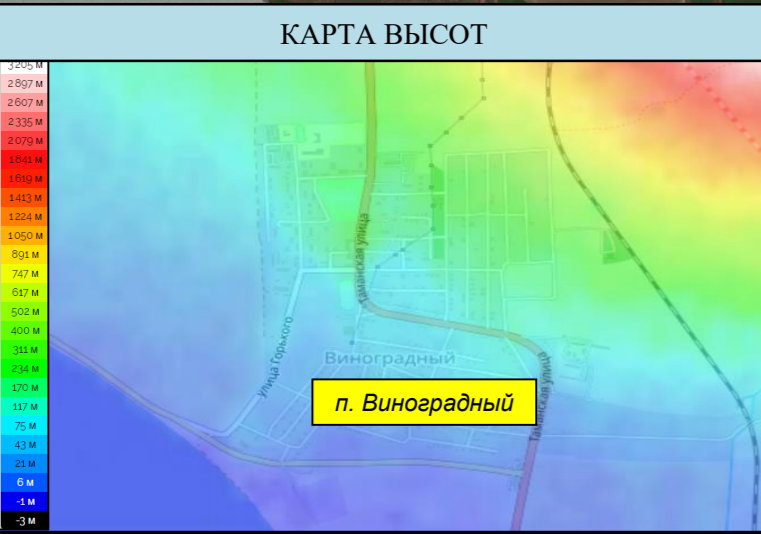 КАРТА ВЫСОТ
3205 м
2897 м
2607 м
2335 м
2079 м
1841 м
1619 м
1413 м
1224 м
1050 м
891 м
747 м
617 м
502 м
400 м
311 м
234 м
170 м
117 м
75 м
43 м
21 м
6 м
-1 м
-3 м
Таманская улица
Улица Горького
Виноградный
Таманская улица
п. Виноградный